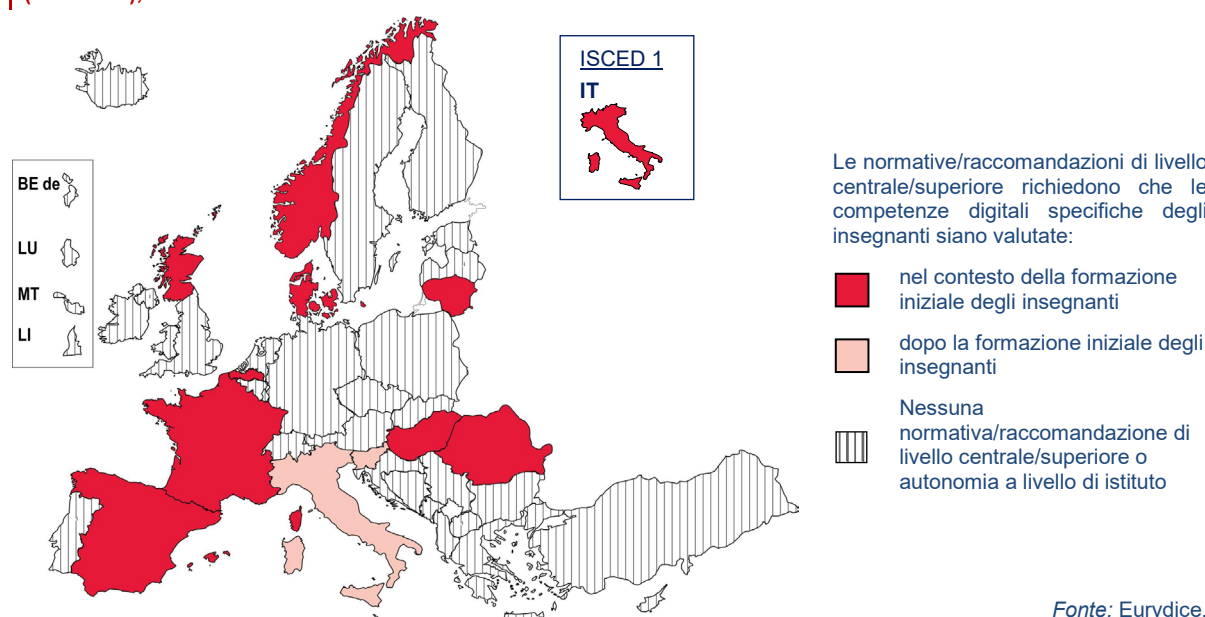 ISCED 1
IT
BE de
LU
MT
LI
Le normative/raccomandazioni di livello
centrale/superiore richiedono che le
competenze digitali specifiche degli
insegnanti siano valutate:
nel contesto della formazione
iniziale degli insegnanti
dopo la formazione iniziale degli
insegnanti
Nessuna
normativa/raccomandazione di
livello centrale/superiore o
autonomia a livello di istituto
Fonte: Eurydice.